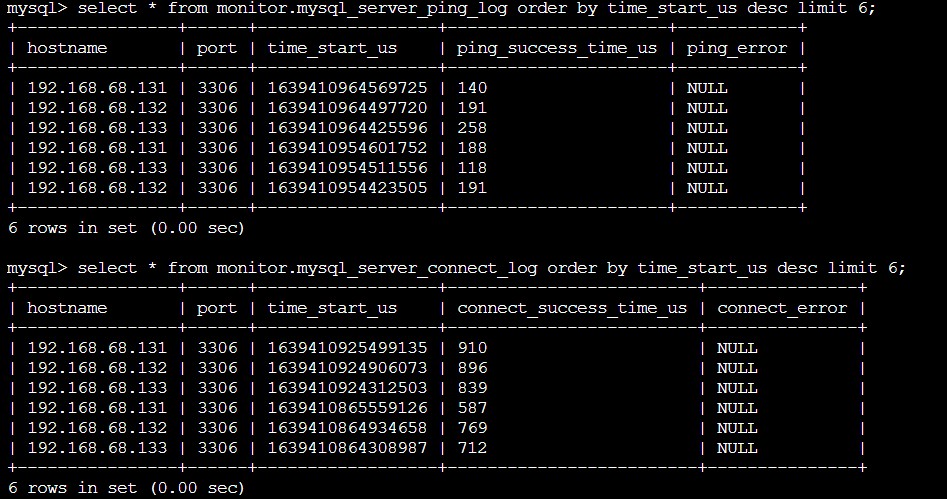 mysql> select * from monitor.mysql_server_ping_log order by time_start_us desc limit 6;
+----------------+------+------------------+----------------------+------------+
| hostname       | port | time_start_us    | ping_success_time_us | ping_error |
+----------------+------+------------------+----------------------+------------+
| 192.168.68.131 | 3306 | 1639410964569725 | 140                  | NULL       |
| 192.168.68.132 | 3306 | 1639410964497720 | 191                  | NULL       |
| 192.168.68.133 | 3306 | 1639410964425596 | 258                  | NULL       |
| 192.168.68.131 | 3306 | 1639410954601752 | 188                  | NULL       |
| 192.168.68.133 | 3306 | 1639410954511556 | 118                  | NULL       |
| 192.168.68.132 | 3306 | 1639410954423505 | 191                  | NULL       |
+----------------+------+------------------+----------------------+------------+
6 rows in set (0.00 sec)
mysql> select * from monitor.mysql_server_connect_log order by time_start_us desc limit 6;
+----------------+------+------------------+-------------------------+---------------+
| hostname       | port | time_start_us    | connect_success_time_us | connect_error |
+----------------+------+------------------+-------------------------+---------------+
| 192.168.68.131 | 3306 | 1639410925499135 | 910                     | NULL          |
| 192.168.68.132 | 3306 | 1639410924906073 | 896                     | NULL          |
| 192.168.68.133 | 3306 | 1639410924312503 | 839                     | NULL          |
| 192.168.68.131 | 3306 | 1639410865559126 | 587                     | NULL          |
| 192.168.68.132 | 3306 | 1639410864934658 | 769                     | NULL          |
| 192.168.68.133 | 3306 | 1639410864308987 | 712                     | NULL          |
+----------------+------+------------------+-------------------------+---------------+
6 rows in set (0.00 sec)